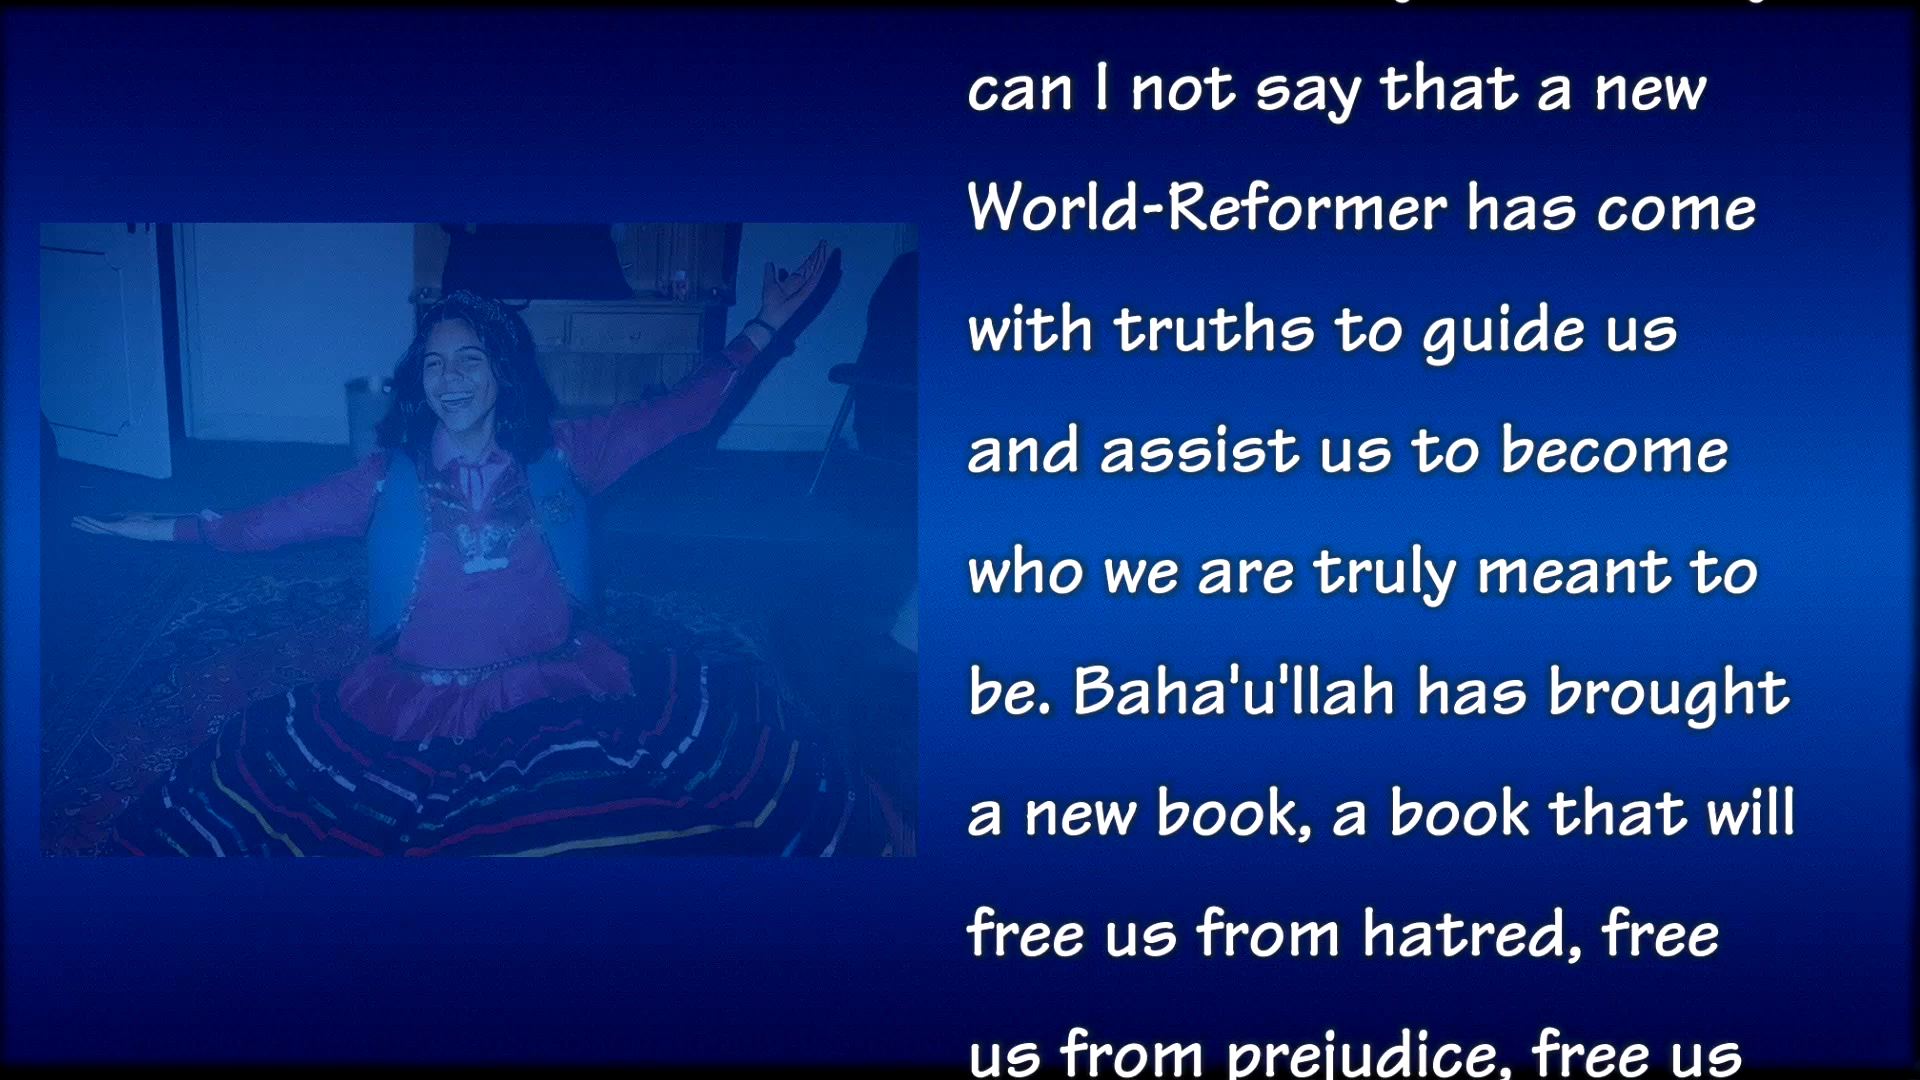 can I not say that a new
World-Reformer has come
with truths to guide us
and assist us to become
who we are truly meant to
be. Baha'u'llah has brought
a new book, a book that will
free us from hatred, free
us from prejudice, free us